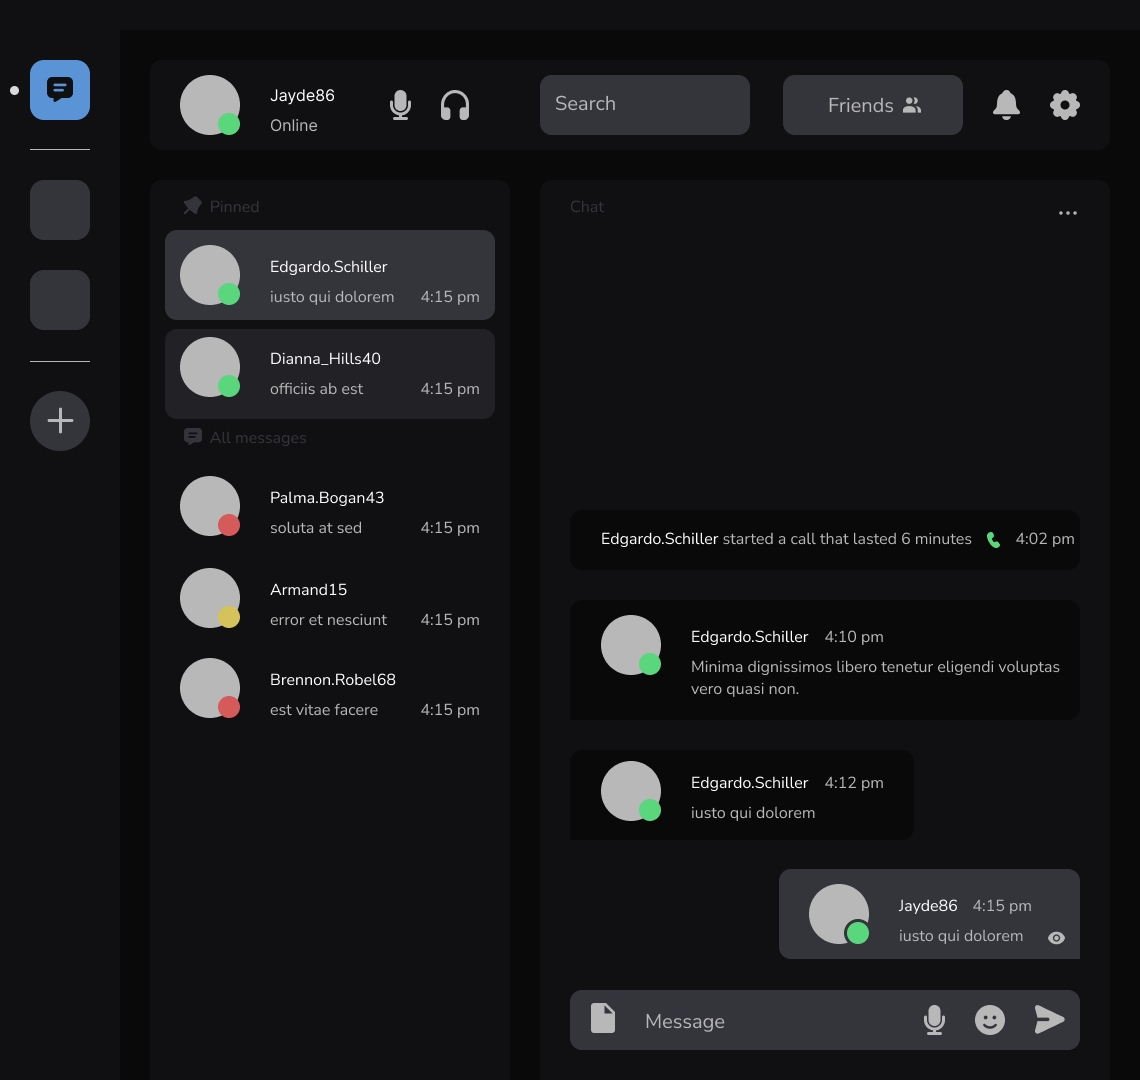 Jayde86
Online
Search
Friends
Pinned
Edgardo.Schiller
iusto qui dolorem 4:15 pm
Dianna_Hills40
officiis ab est 4:15 pm
All messages
Palma.Bogan43
soluta at sed 4:15 pm
Armand15
error et nesciunt 4:15 pm
Brennon.Robel68
est vitae facere 4:15 pm
Chat
Edgardo.Schiller started a call that lasted 6 minutes 4:02 pm
Edgardo.Schiller 4:10 pm
Minima dignissimos libero tenetur eligendi voluptas
vero quasi non.
Edgardo.Schiller 4:12 pm
iusto qui dolorem
Jayde86 4:15 pm
iusto qui dolorem
Message